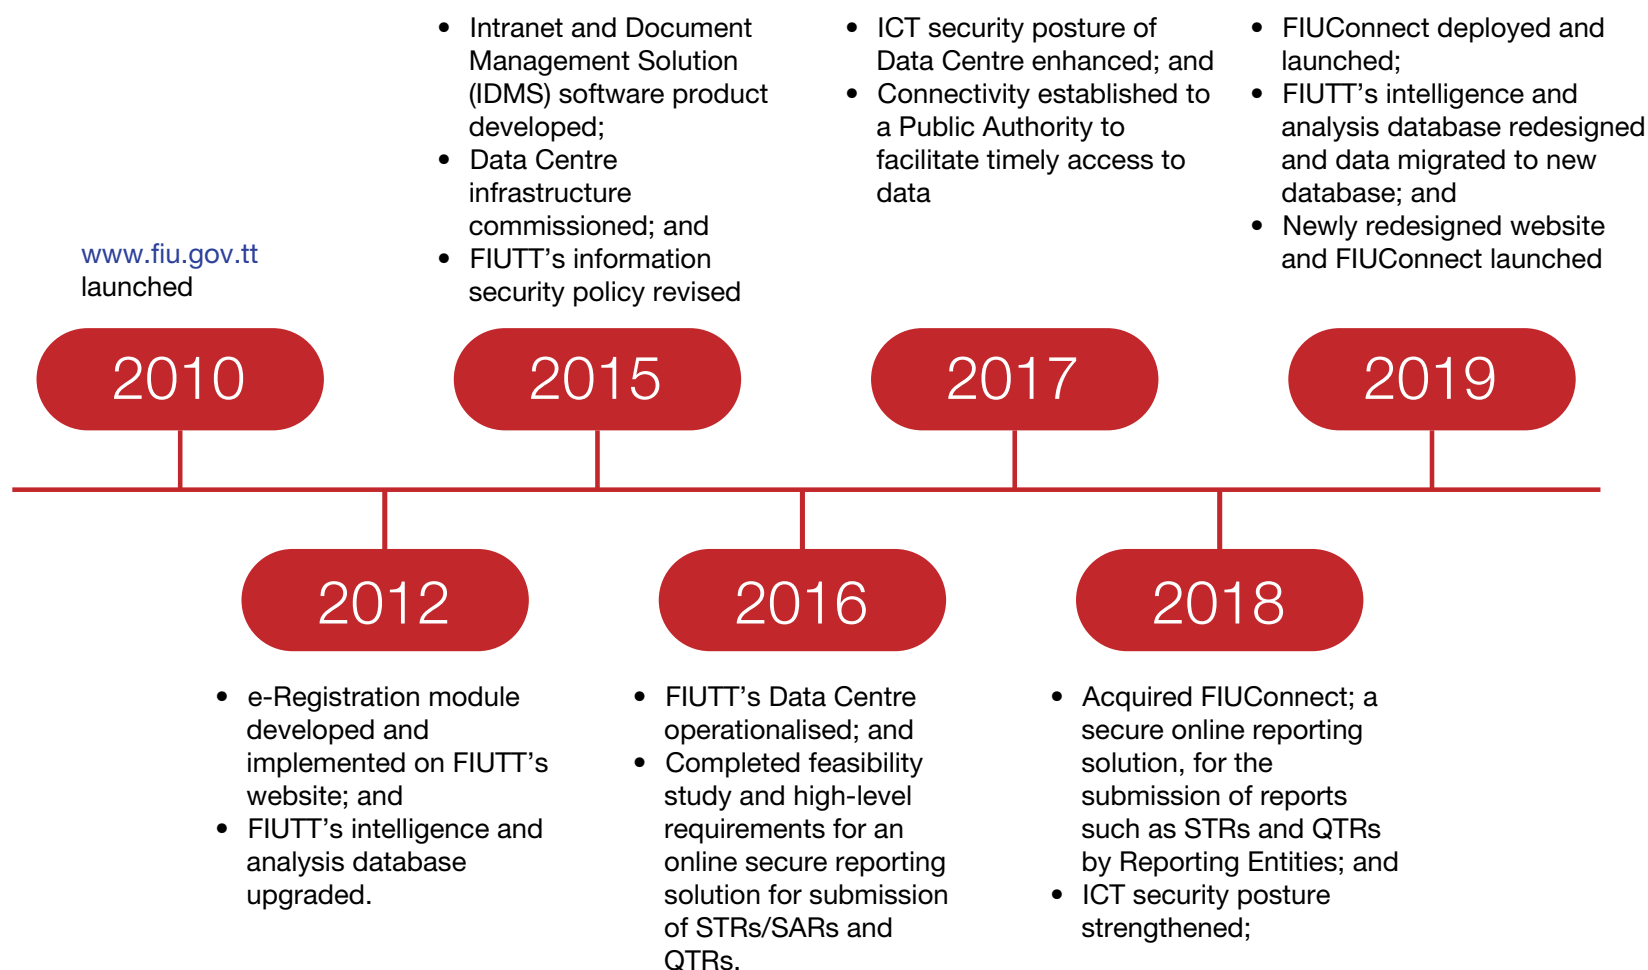 www.fiu.gov.tt
launched
2010
• e-Registration module
developed and
implemented on FIUTT's
website; and
• FIUTT's intelligence and
analysis database
upgraded.
2012
• Intranet and Document
Management Solution
(IDMS) software product
developed;
• Data Centre
infrastructure
commissioned; and
• FIUTT's information
security policy revised
2015
2016
• FIUTT's Data Centre
operationalised; and
• Completed feasibility
study and high-level
requirements for an
online secure reporting
solution for submission
of STRs/SARs and
QTRs.
• ICT security posture of
Data Centre enhanced; and
• Connectivity established to
a Public Authority to
facilitate timely access to
data
2017
2018
• Acquired FIUConnect; a
secure online reporting
solution, for the
submission of reports
such as STRs and QTRs
by Reporting Entities; and
• ICT security posture
strengthened;
• FIUConnect deployed and
launched;
• FIUTT's intelligence and
analysis database redesigned
and data migrated to new
database; and
• Newly redesigned website
and FIUConnect launched
2019